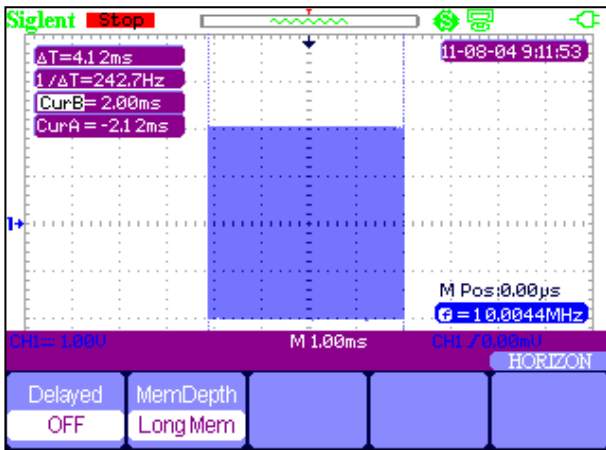 Siglent Stop T S
ΔT=4.12ms 11-08-04 9:11:53
1/ΔT=242.7Hz
CurB= 2.00ms
CurA = -2.12ms
1
M Pos:0.00µs
f = 10.0044MHz
CH1= 1.00V M 1.00ms CH1 / 0.00mV
HORIZON
Delayed MemDepth
OFF Long Mem